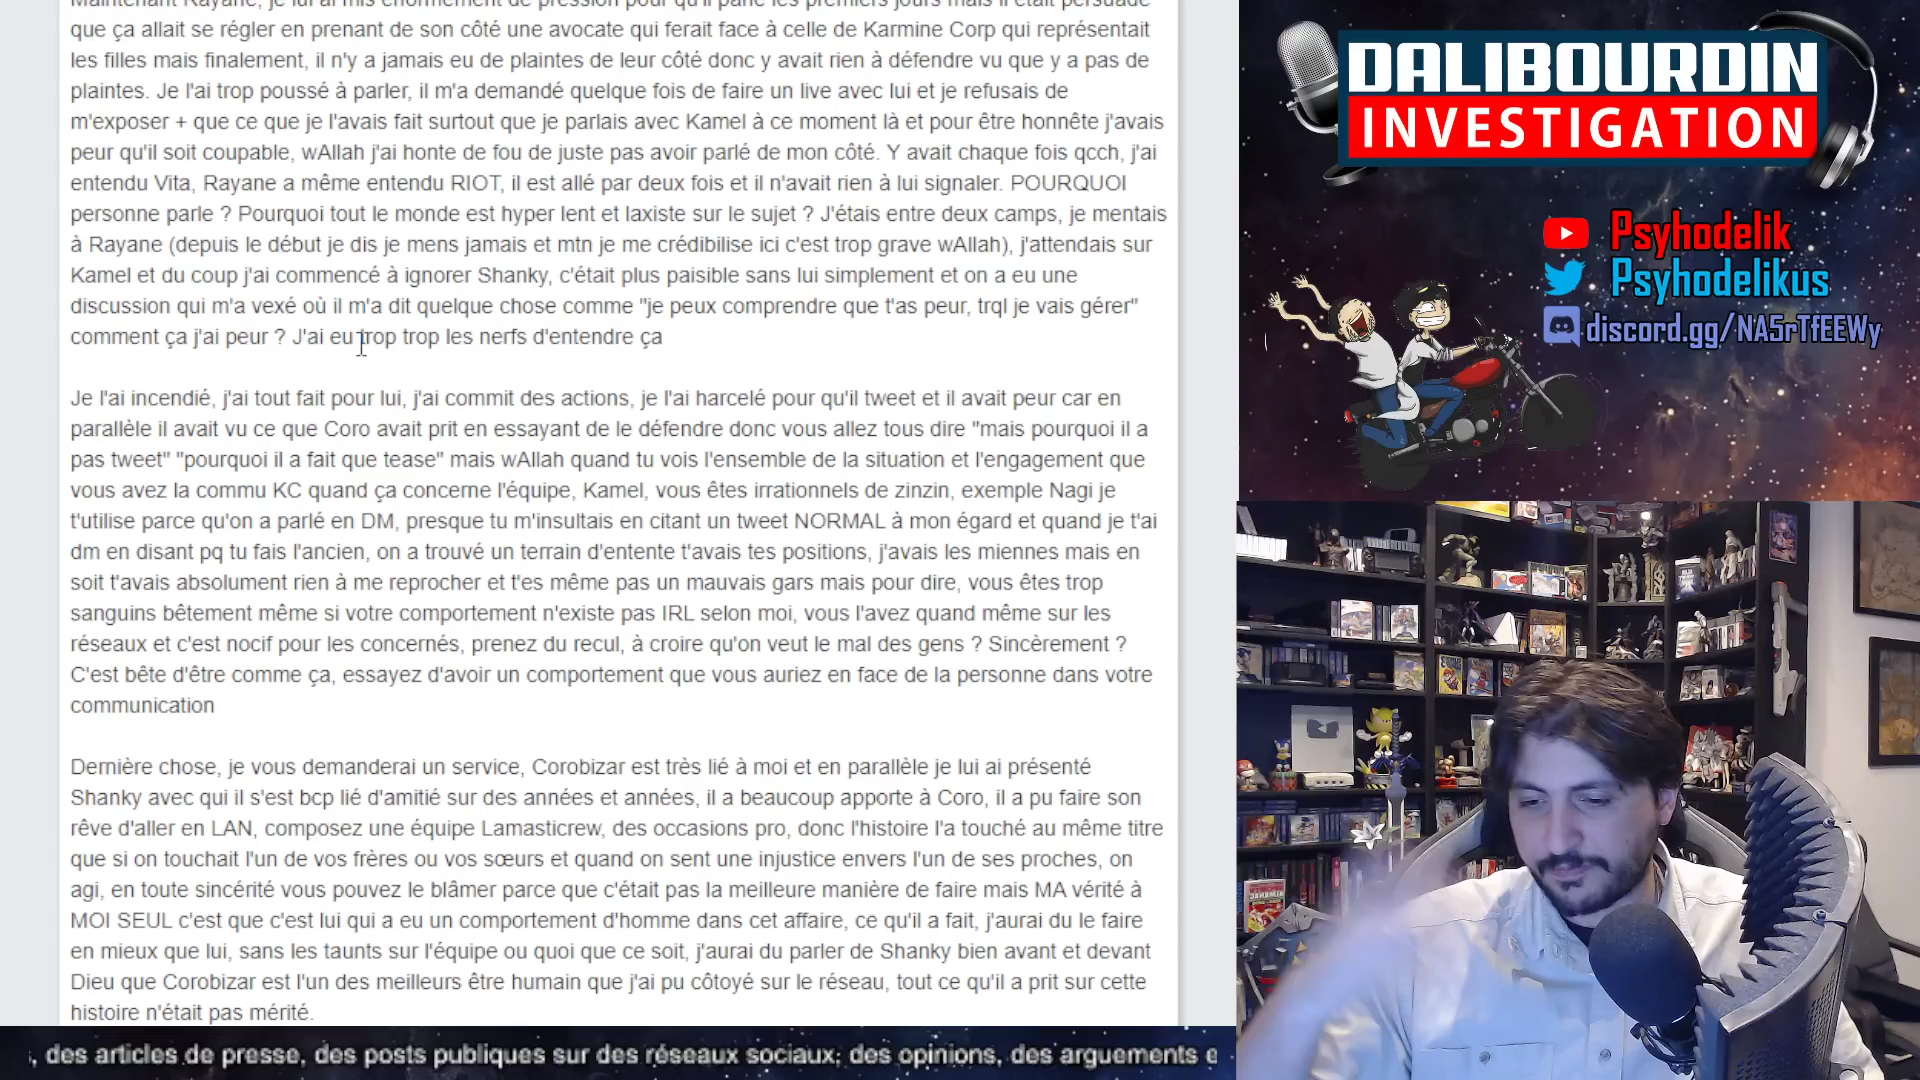 Maintenant Rayane, je lui ai mis énormément de pression pour qu'il parle les premiers jours mais il était persuadé
que ça allait se régler en prenant de son côté une avocate qui ferait face à celle de Karmine Corp qui représentait
les filles mais finalement, il n'y a jamais eu de plaintes de leur côté donc y avait rien à défendre vu que y a pas de
plaintes. Je l'ai trop poussé à parler, il m'a demandé quelque fois de faire un live avec lui et je refusais de
m'exposer + que ce que je l'avais fait surtout que je parlais avec Kamel à ce moment là et pour être honnête j'avais
peur qu'il soit coupable, wAllah j'ai honte de fou de juste pas avoir parlé de mon côté. Y avait chaque fois qcch, j'ai
entendu Vita, Rayane a même entendu RIOT, il est allé par deux fois et il n'avait rien à lui signaler. POURQUOI
personne parle ? Pourquoi tout le monde est hyper lent et laxiste sur le sujet ? J'étais entre deux camps, je mentais
à Rayane (depuis le début je dis je mens jamais et mtn je me crédibilise ici c'est trop grave wAllah), j'attendais sur
Kamel et du coup j'ai commencé à ignorer Shanky, c'était plus paisible sans lui simplement et on a eu une
discussion qui m'a vexé où il m'a dit quelque chose comme "je peux comprendre que t'as peur, trql je vais gérer"
comment ça j'ai peur ? J'ai eu trop trop les nerfs d'entendre ça
Je l'ai incendié, j'ai tout fait pour lui, j'ai commit des actions, je l'ai harcelé pour qu'il tweet et il avait peur car en
parallèle il avait vu ce que Coro avait prit en essayant de le défendre donc vous allez tous dire "mais pourquoi il a
pas tweet" "pourquoi il a fait que tease" mais wAllah quand tu vois l'ensemble de la situation et l'engagement que
vous avez la commu KC quand ça concerne l'équipe, Kamel, vous êtes irrationnels de zinzin, exemple Nagi je
t'utilise parce qu'on a parlé en DM, presque tu m'insultais en citant un tweet NORMAL à mon égard et quand je t'ai
dm en disant pq tu fais l'ancien, on a trouvé un terrain d'entente t'avais tes positions, j'avais les miennes mais en
soit t'avais absolument rien à me reprocher et t'es même pas un mauvais gars mais pour dire, vous êtes trop
sanguins bêtement même si votre comportement n'existe pas IRL selon moi, vous l'avez quand même sur les
réseaux et c'est nocif pour les concernés, prenez du recul, à croire qu'on veut le mal des gens ? Sincèrement ?
C'est bête d'être comme ça, essayez d'avoir un comportement que vous auriez en face de la personne dans votre
communication
Dernière chose, je vous demanderai un service, Corobizar est très lié à moi et en parallèle je lui ai présenté
Shanky avec qui il s'est bcp lié d'amitié sur des années et années, il a beaucoup apporte à Coro, il a pu faire son
rêve d'aller en LAN, composez une équipe Lamasticrew, des occasions pro, donc l'histoire l'a touché au même titre
que si on touchait l'un de vos frères ou vos sœurs et quand on sent une injustice envers l'un de ses proches, on
agi, en toute sincérité vous pouvez le blâmer parce que c'était pas la meilleure manière de faire mais MA vérité à
MOI SEUL c'est que c'est lui qui a eu un comportement d'homme dans cet affaire, ce qu'il a fait, j'aurai du le faire
en mieux que lui, sans les taunts sur l'équipe ou quoi que ce soit, j'aurai du parler de Shanky bien avant et devant
Dieu que Corobizar est l'un des meilleurs être humain que j'ai pu côtoyé sur le réseau, tout ce qu'il a prit sur cette
histoire n'était pas mérité.
, des articles de presse, des posts publiques sur des réseaux sociaux; des opinions, des arguements e
DALIBOURDIN
INVESTIGATION
Psyhodelik
Psyhodelikus
discord.gg/NA5rTfEEWy